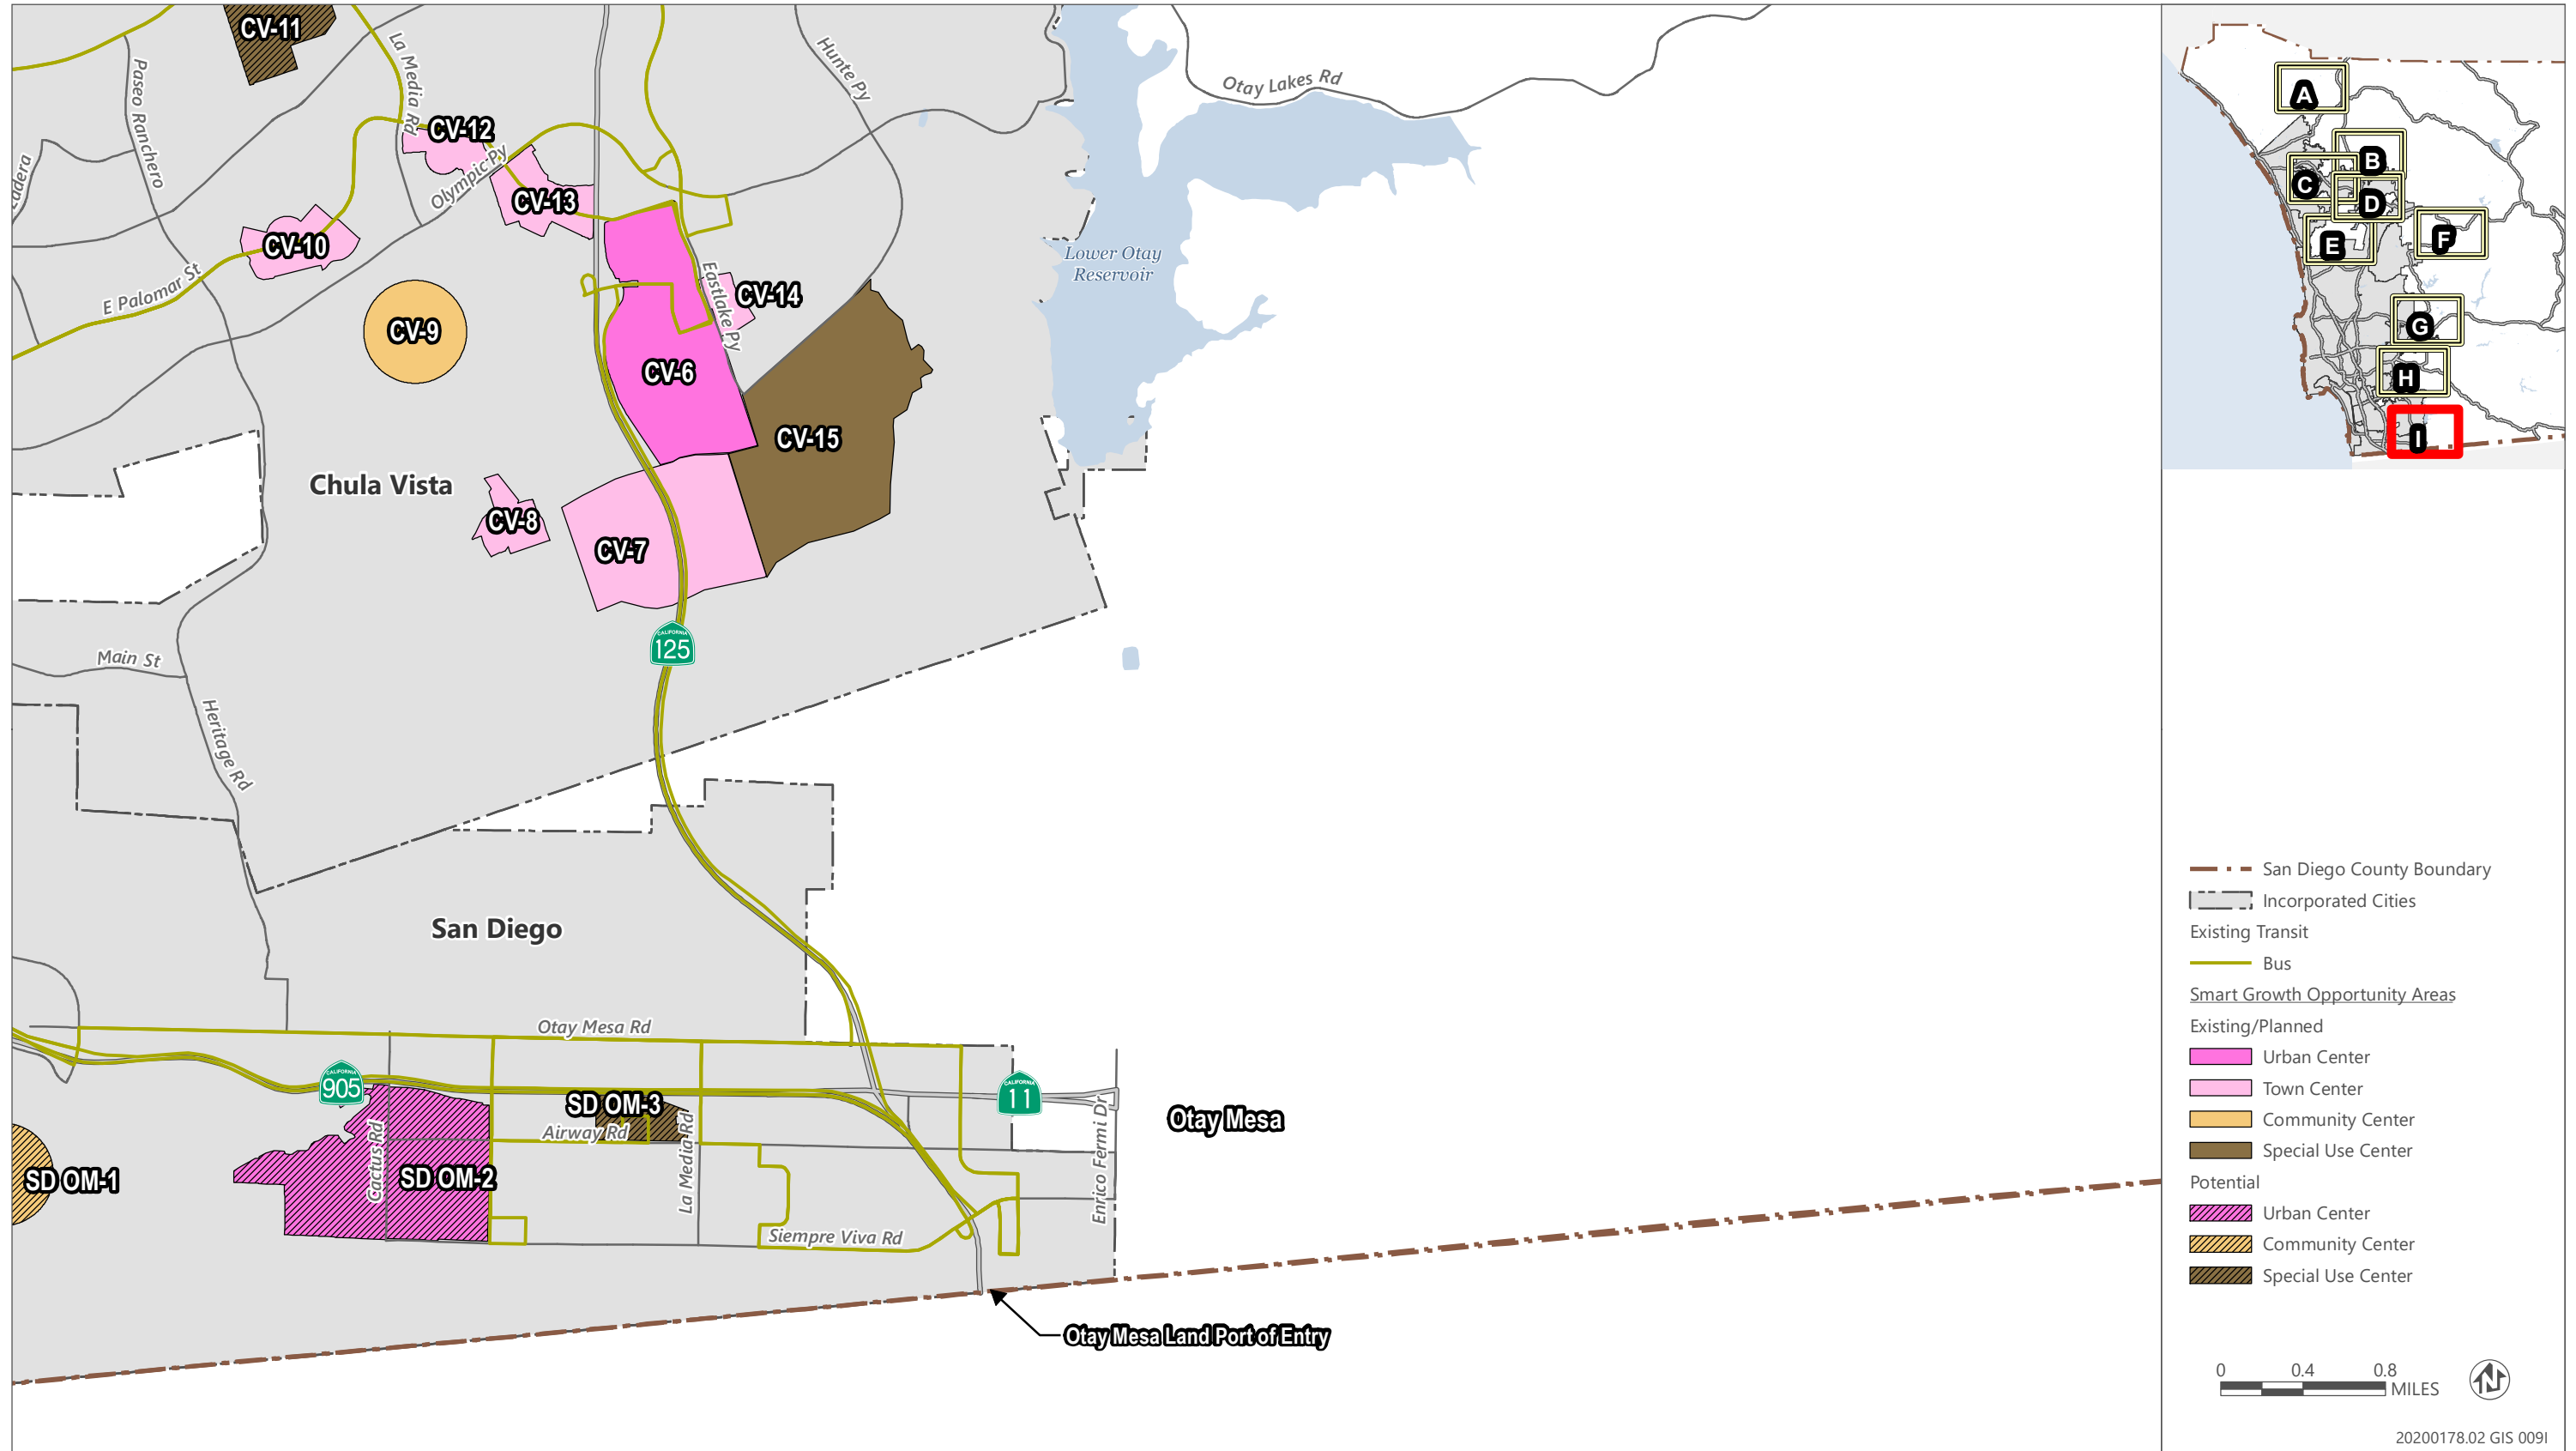 CV-11
Paseo Ranchero
La Media Rd
CV-12
Olympic Py
CV-13
Hunte Py
Otay Lakes Rd
CV-10
E Palomar St
CV-9
Eastlake Py
CV-14
CV-6
CV-15
Lower Otay
Reservoir
Chula Vista
CV-8
CV-7
CALIFORNIA
125
Main St
Heritage Rd
San Diego
Otay Mesa Rd
CALIFORNIA
905
SD OM-3
Airway Rd
CALIFORNIA
11
Otay Mesa
SD OM-1
Cactus Rd
SD OM-2
La Media Rd
Enrico Fermi Dr
Siempre Viva Rd
Otay Mesa Land Port of Entry
A
B
C
D
E
F
G
H
I
San Diego County Boundary
Incorporated Cities
Existing Transit
Bus
Smart Growth Opportunity Areas
Existing/Planned
Urban Center
Town Center
Community Center
Special Use Center
Potential
Urban Center
Community Center
Special Use Center
0 0.4 0.8
MILES
N
20200178.02 GIS 009I